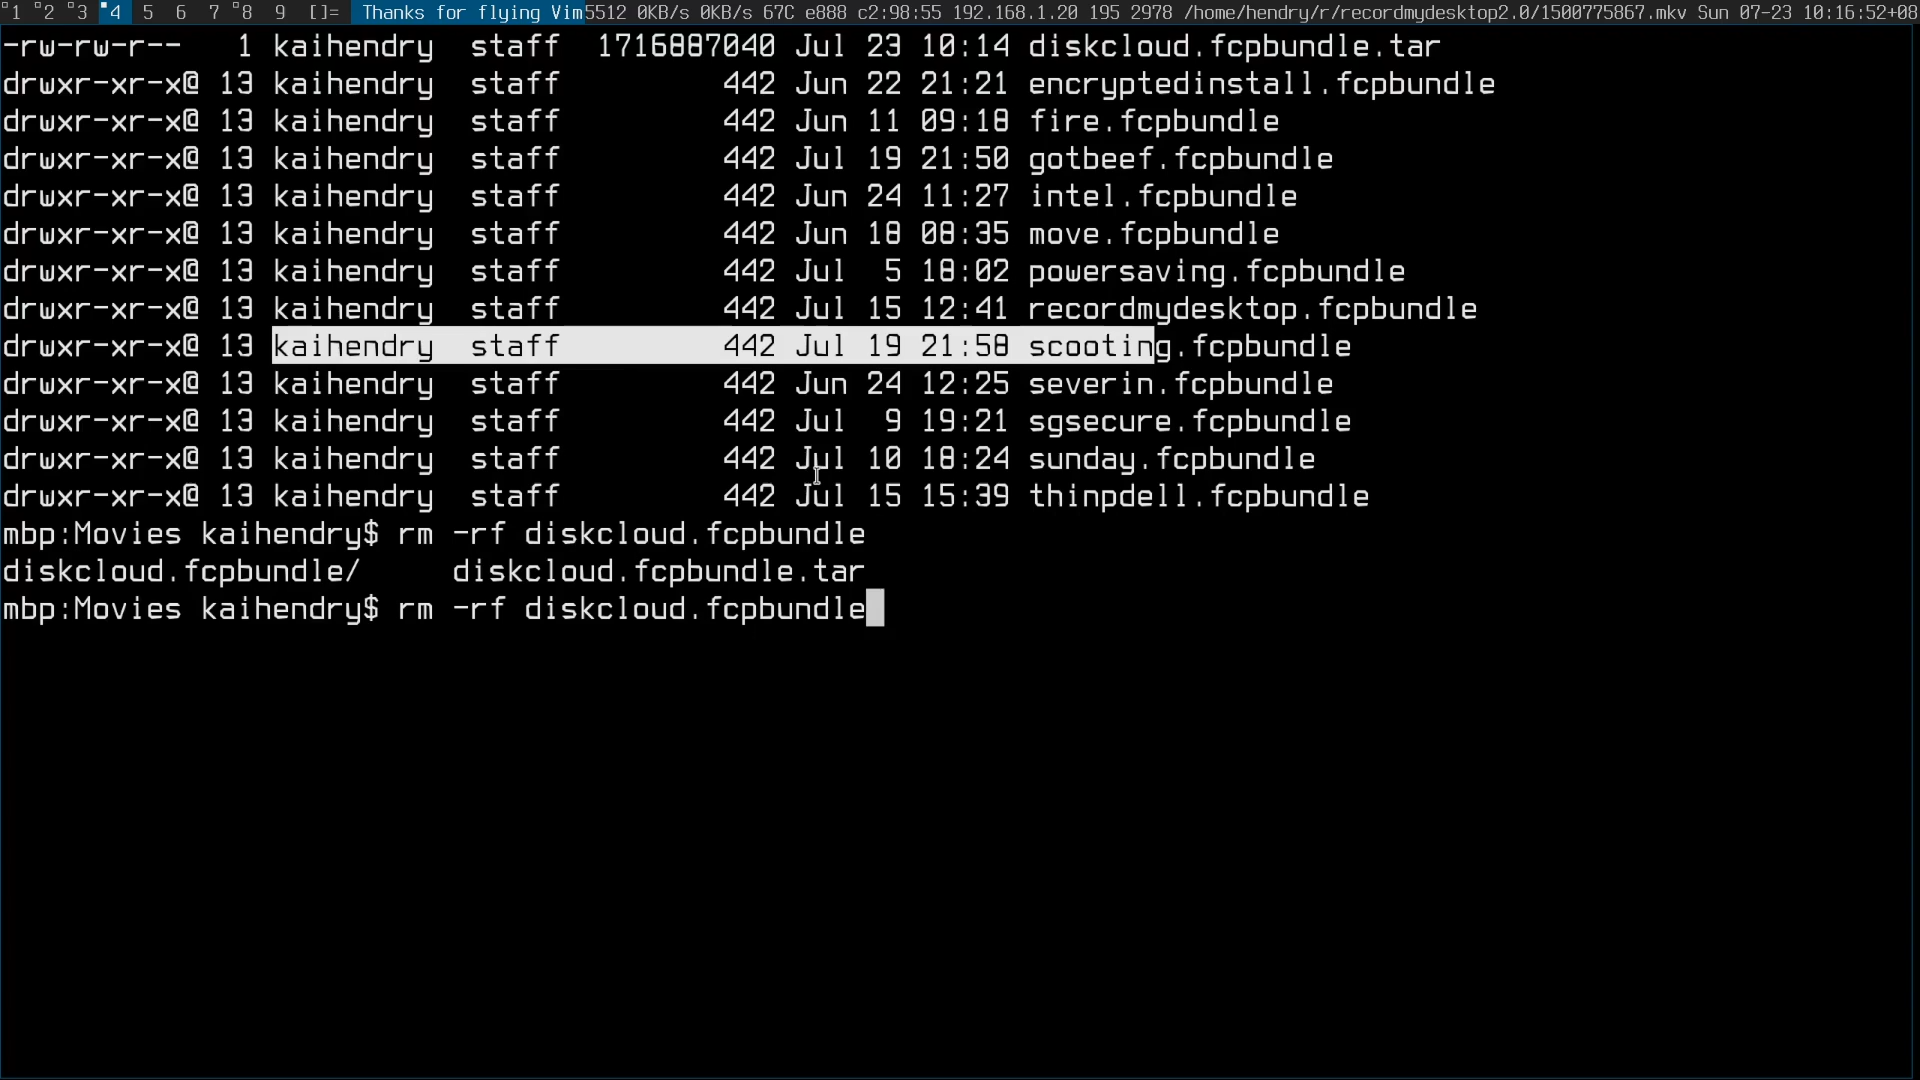 1 2 3 4 5 6 7 8 9 []= Thanks for flying Vim 5512 0KB/s 0KB/s 67C e888 c2:98:55 192.168.1.20 195 2978 /home/hendry/r/recordmydesktop2.0/1500775867.mkv Sun 07-23 10:16:52+08
-rw-rw-r-- 1 kaihendry staff 1716887040 Jul 23 10:14 diskcloud.fcpbundle.tar
drwxr-xr-x@ 13 kaihendry staff 442 Jun 22 21:21 encryptedinstall.fcpbundle
drwxr-xr-x@ 13 kaihendry staff 442 Jun 11 09:18 fire.fcpbundle
drwxr-xr-x@ 13 kaihendry staff 442 Jul 19 21:50 gotbeef.fcpbundle
drwxr-xr-x@ 13 kaihendry staff 442 Jun 24 11:27 intel.fcpbundle
drwxr-xr-x@ 13 kaihendry staff 442 Jun 18 08:35 move.fcpbundle
drwxr-xr-x@ 13 kaihendry staff 442 Jul 5 18:02 powersaving.fcpbundle
drwxr-xr-x@ 13 kaihendry staff 442 Jul 15 12:41 recordmydesktop.fcpbundle
drwxr-xr-x@ 13 kaihendry staff 442 Jul 19 21:58 scooting.fcpbundle
drwxr-xr-x@ 13 kaihendry staff 442 Jun 24 12:25 severin.fcpbundle
drwxr-xr-x@ 13 kaihendry staff 442 Jul 9 19:21 sgsecure.fcpbundle
drwxr-xr-x@ 13 kaihendry staff 442 Jul 10 18:24 sunday.fcpbundle
drwxr-xr-x@ 13 kaihendry staff 442 Jul 15 15:39 thinpdell.fcpbundle
mbp:Movies kaihendry$ rm -rf diskcloud.fcpbundle
diskcloud.fcpbundle/ diskcloud.fcpbundle.tar
mbp:Movies kaihendry$ rm -rf diskcloud.fcpbundle